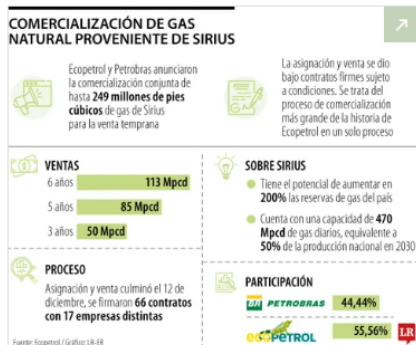 COMERCIALIZACIÓN DE GAS
NATURAL PROVENIENTE DE SIRIUS
Ecopetrol y Petrobras anunciaron
la comercialización conjunta de
hasta 249 millones de pies
cúbicos de gas de Sirius
para la venta temprana
La asignación y venta se dio
bajo contratos firmes sujeto
a condiciones. Se trata del
proceso de comercialización
más grande de la historia de
Ecopetrol en un solo proceso
VENTAS
6 años 113 Mpcd
5 años 85 Mpcd
3 años 50 Mpcd
PROCESO
Asignación y venta culminó el 12 de
diciembre, se firmaron 66 contratos
con 17 empresas distintas
SOBRE SIRIUS
Tiene el potencial de aumentar en
200% las reservas de gas del país
Cuenta con una capacidad de 470
Mpcd de gas diarios, equivalente a
50% de la producción nacional en 2030
PARTICIPACIÓN
BR PETROBRAS 44,44%
ecopetrol 55,56%
LR
Fuente: Ecopetrol / Gráfico: LR-ER